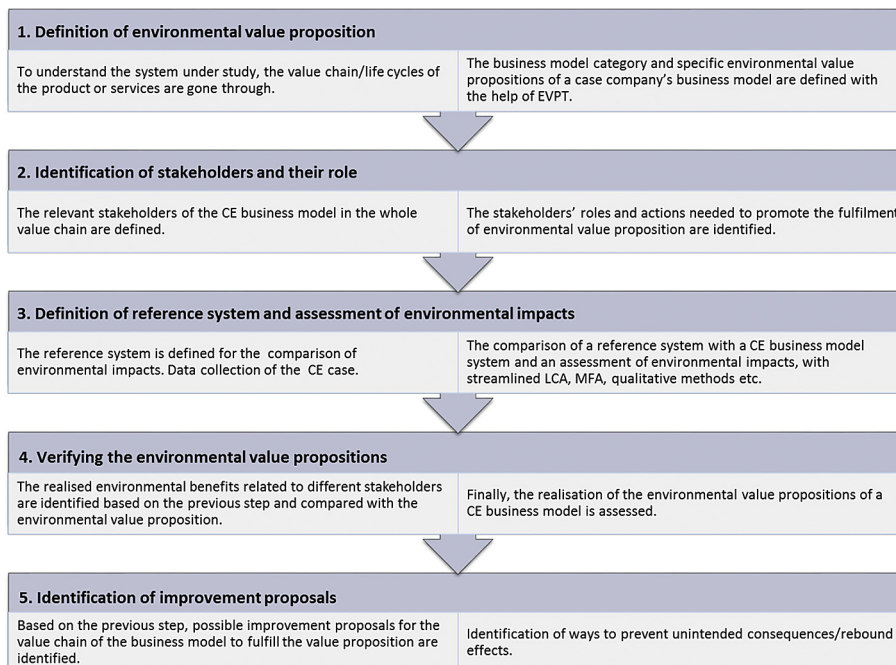 1. Definition of environmental value proposition
To understand the system under study, the value chain/life cycles of
the product or services are gone through.
The business model category and specific environmental value
propositions of a case company's business model are defined with
the help of EVPT.
2. Identification of stakeholders and their role
The relevant stakeholders of the CE business model in the whole
value chain are defined.
The stakeholders' roles and actions needed to promote the fulfilment
of environmental value proposition are identified.
3. Definition of reference system and assessment of environmental impacts
The reference system is defined for the comparison of
environmental impacts. Data collection of the CE case.
The comparison of a reference system with a CE business model
system and an assessment of environmental impacts, with
streamlined LCA, MFA, qualitative methods etc.
4. Verifying the environmental value propositions
The realised environmental benefits related to different stakeholders
are identified based on the previous step and compared with the
environmental value proposition.
Finally, the realisation of the environmental value propositions of a
CE business model is assessed.
5. Identification of improvement proposals
Based on the previous step, possible improvement proposals for the
value chain of the business model to fulfill the value proposition are
identified.
Identification of ways to prevent unintended consequences/rebound
effects.